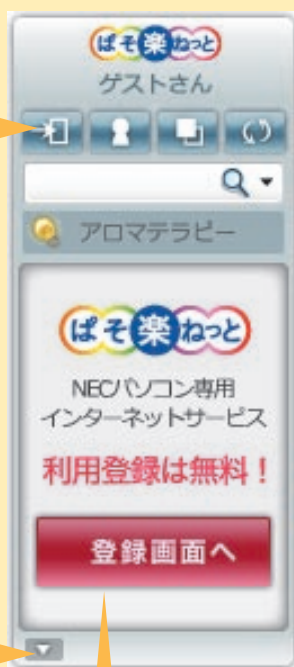 ぱそ楽ねっと
ゲストさん
アロマテラピー
ぱそ楽ねっと
NECパソコン専用
インターネットサービス
利用登録は無料！
登録画面へ